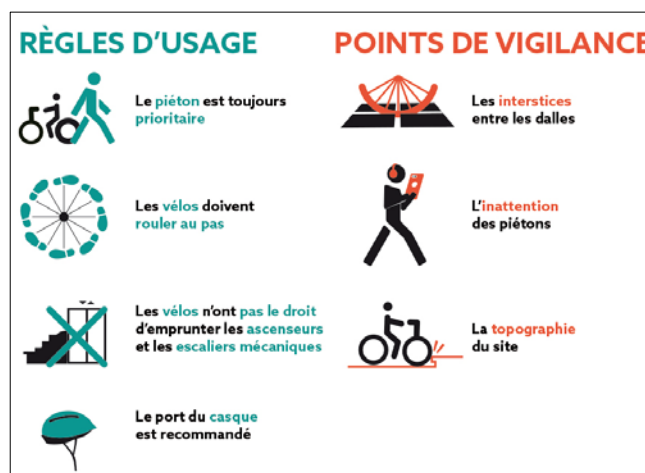 RÈGLES D'USAGE
Le piéton est toujours
prioritaire
Les vélos doivent
rouler au pas
Les vélos n'ont pas le droit
d'emprunter les ascenseurs
et les escaliers mécaniques
Le port du casque
est recommandé
POINTS DE VIGILANCE
Les interstices
entre les dalles
L'inattention
des piétons
La topographie
du site